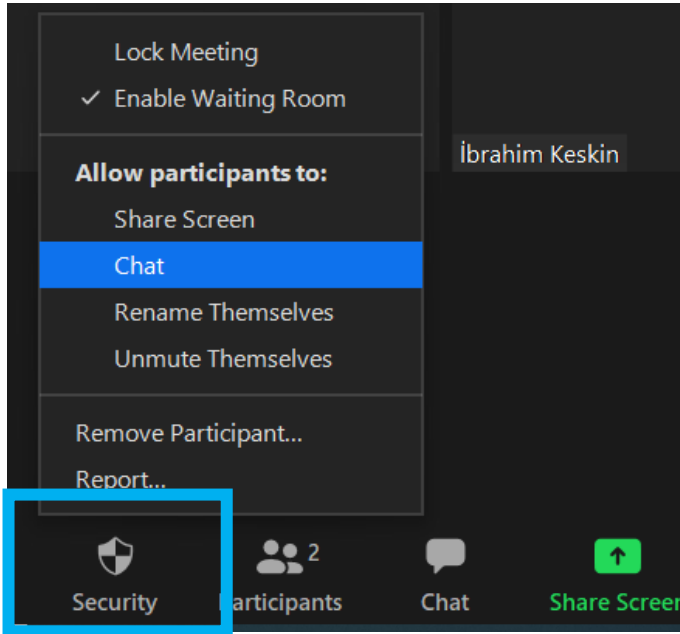 Lock Meeting
✓ Enable Waiting Room
İbrahim Keskin
Allow participants to:
Share Screen
Chat
Rename Themselves
Unmute Themselves
Remove Participant...
Report...
2
Security Participants Chat Share Screen